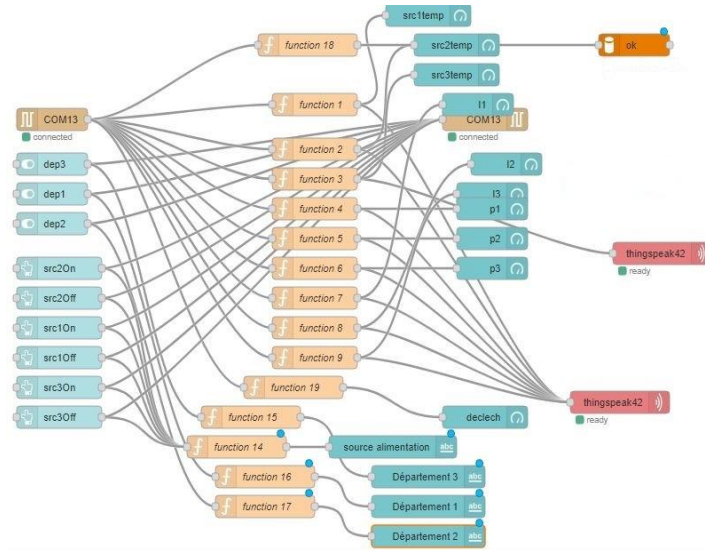 src1temp
function 18
src2temp
ok
src3temp
function 1
I1
COM13
connected
COM13
connected
function 2
dep3
function 3
I2
dep1
I3
function 4
p1
dep2
function 5
p2
thingspeak42
ready
src2On
function 6
p3
src2Off
function 7
src1On
function 8
src1Off
function 9
src3On
function 19
thingspeak42
ready
src3Off
function 15
declech
function 14
source alimentation
abc
function 16
Département 3
abc
function 17
Département 1
abc
Département 2
abc